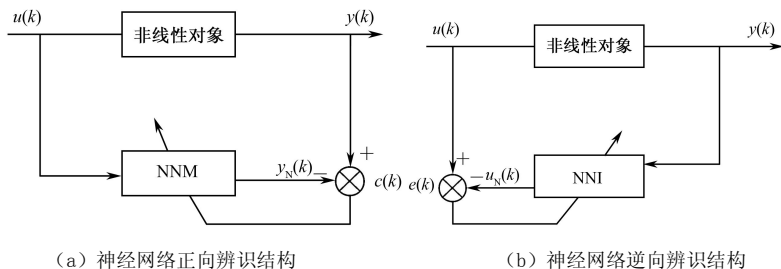 u(k)
非线性对象
y(k)
NNM
y_N(k)
−
+
c(k)
(a)神经网络正向辨识结构
u(k)
非线性对象
y(k)
+
e(k)
−u_N(k)
NNI
(b)神经网络逆向辨识结构